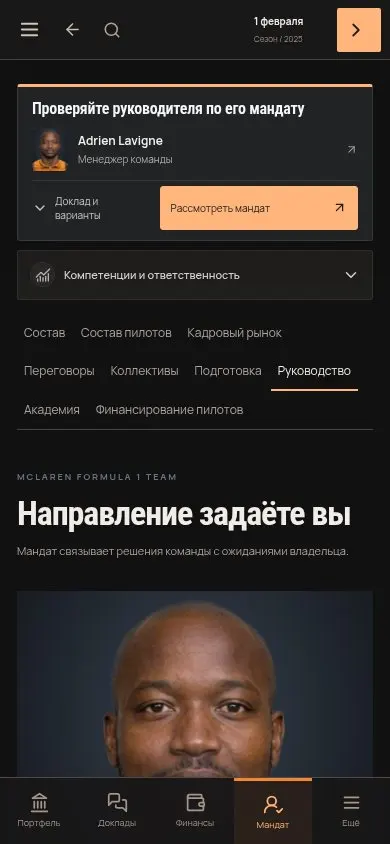 1 февраля
Сезон / 2025
Проверяйте руководителя по его мандату
Adrien Lavigne
Менеджер команды
Доклад и
варианты
Рассмотреть мандат
Компетенции и ответственность
Состав Состав пилотов Кадровый рынок
Переговоры Коллективы Подготовка Руководство
Академия Финансирование пилотов
MCLAREN FORMULA 1 TEAM
Направление задаёте вы
Мандат связывает решения команды с ожиданиями владельца.
Портфель Доклады Финансы Мандат Ещё